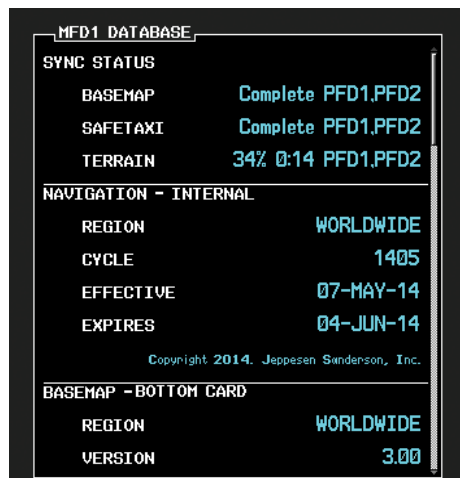 MFD1 DATABASE
SYNC STATUS
BASEMAP Complete PFD1,PFD2
SAFETAXI Complete PFD1,PFD2
TERRAIN 34% 0:14 PFD1,PFD2
NAVIGATION - INTERNAL
REGION WORLDWIDE
CYCLE 1405
EFFECTIVE 07-MAY-14
EXPIRES 04-JUN-14
Copyright 2014. Jeppesen Sanderson, Inc.
BASEMAP -BOTTOM CARD
REGION WORLDWIDE
VERSION 3.00